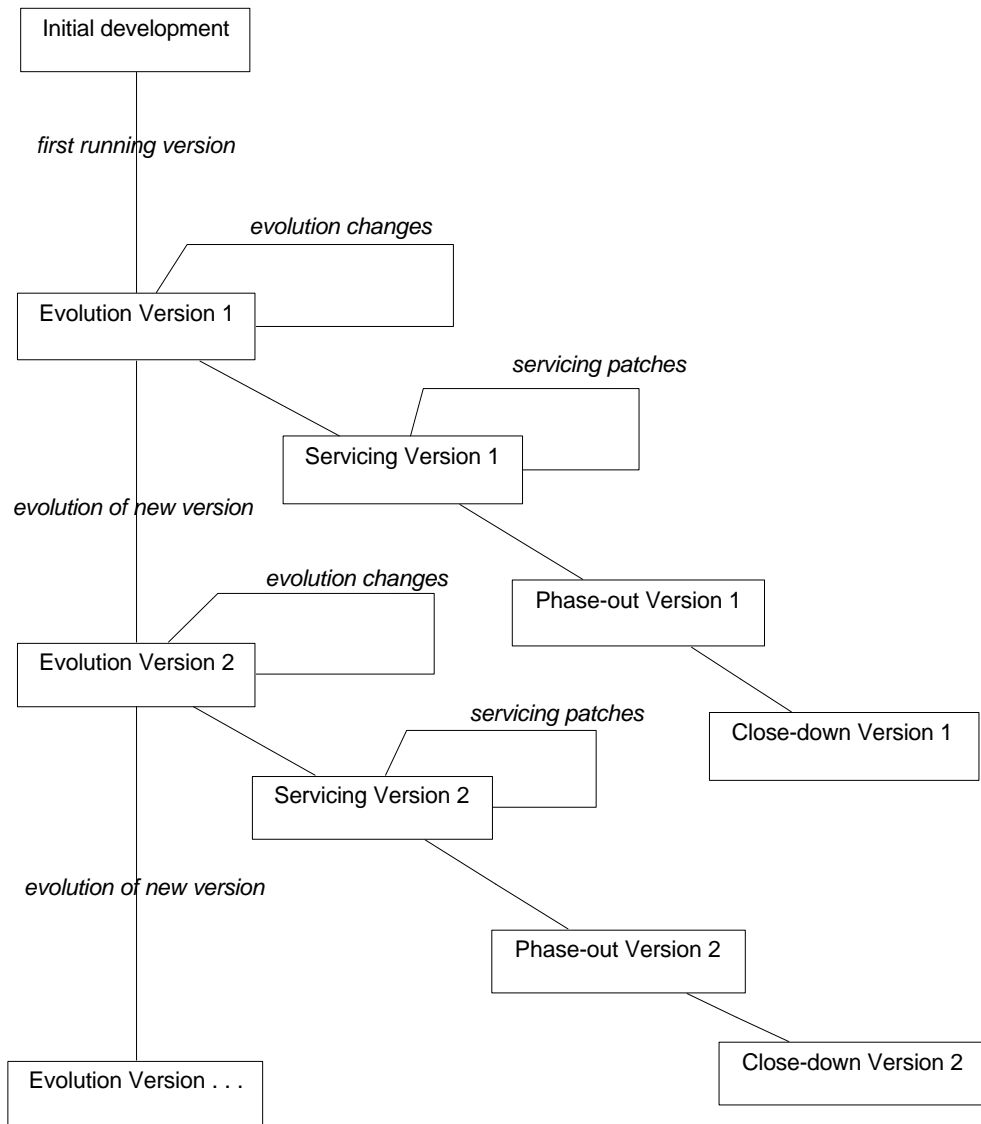 Initial development
first running version
evolution changes
Evolution Version 1
servicing patches
Servicing Version 1
evolution of new version
evolution changes
Phase-out Version 1
Evolution Version 2
servicing patches
Close-down Version 1
Servicing Version 2
evolution of new version
Phase-out Version 2
Close-down Version 2
Evolution Version . . .